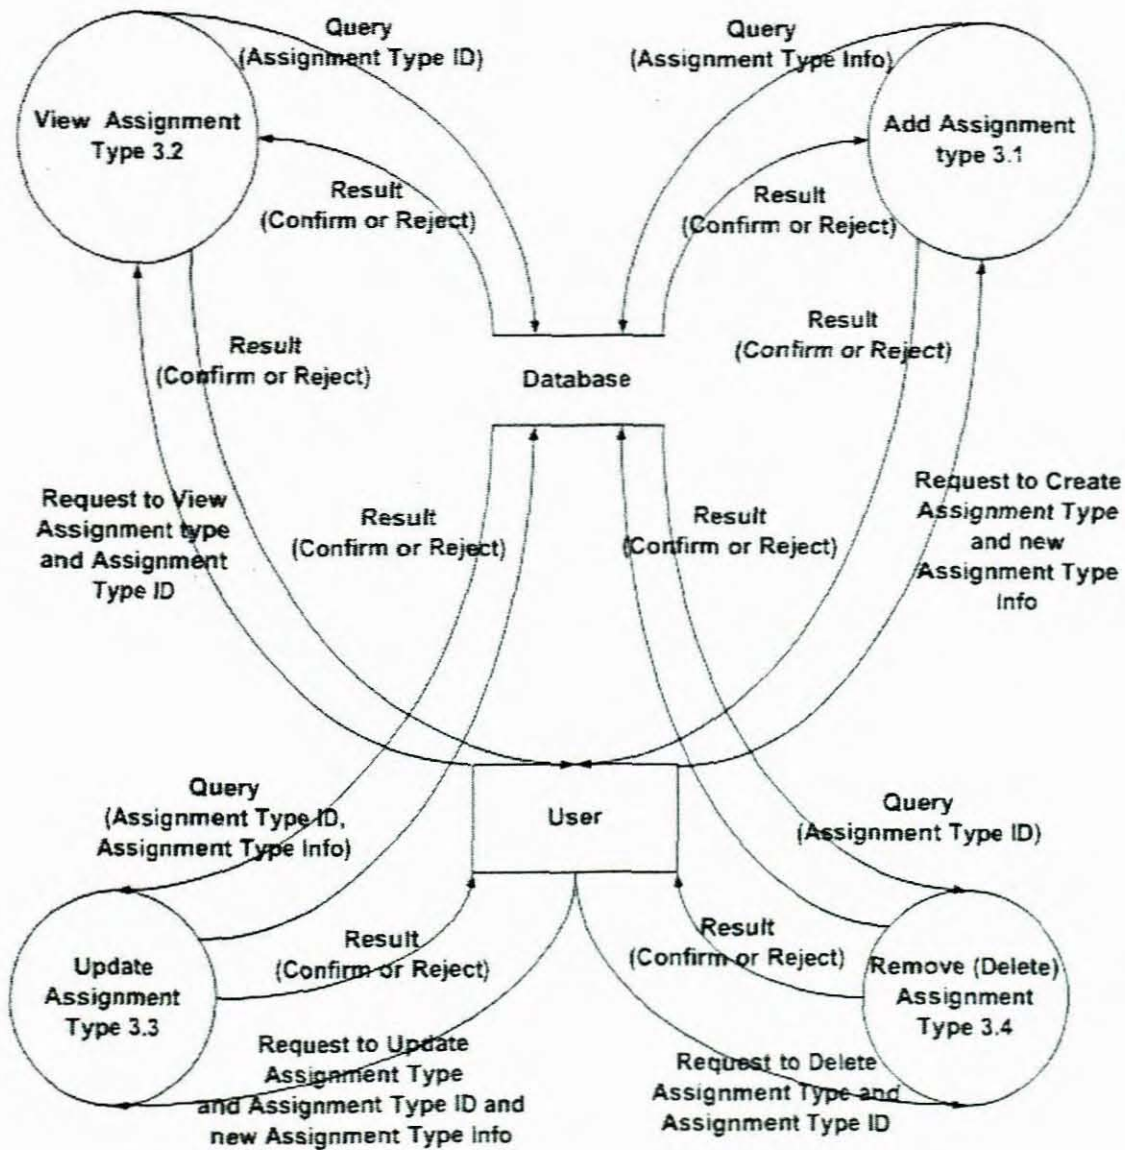 Query
(Assignment Type ID)
Query
(Assignment Type Info)
View Assignment
Type 3.2
Add Assignment
type 3.1
Result
(Confirm or Reject)
Result
(Confirm or Reject)
Result
(Confirm or Reject)
Result
(Confirm or Reject)
Database
Request to View
Assignment type
and Assignment
Type ID
Result
(Confirm or Reject)
Result
(Confirm or Reject)
Request to Create
Assignment Type
and new
Assignment Type
Info
Query
(Assignment Type ID,
Assignment Type Info)
User
Query
(Assignment Type ID)
Update
Assignment
Type 3.3
Result
(Confirm or Reject)
Result
(Confirm or Reject)
Remove (Delete)
Assignment
Type 3.4
Request to Update
Assignment Type
and Assignment Type ID and
new Assignment Type Info
Request to Delete
Assignment Type and
Assignment Type ID